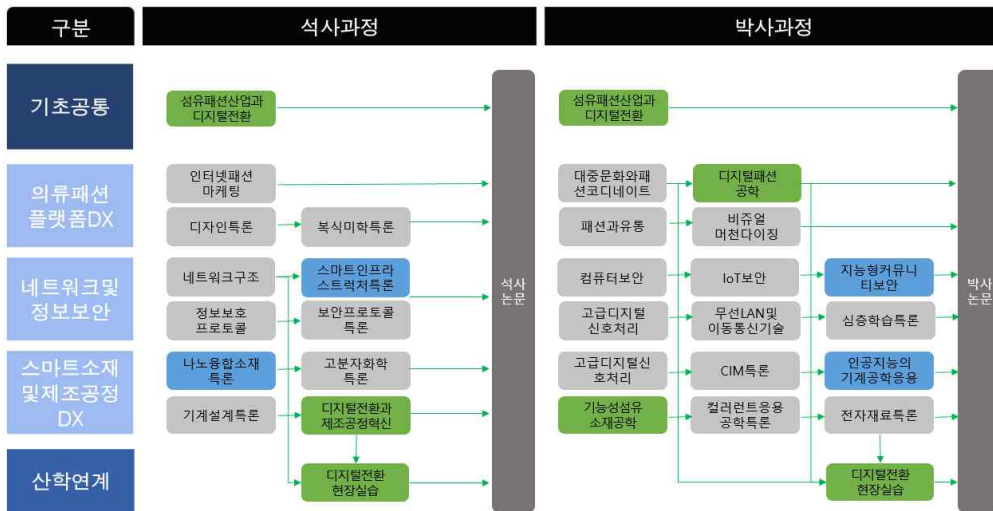 구분
석사과정
박사과정
기초공통
섬유패션산업과
디지털전환
섬유패션산업과
디지털전환
의류패션
플랫폼DX
인터넷패션
마케팅
디자인특론
복식미학특론
대중문화와패
션코디네이트
디지털패션
공학
패션과유통
비쥬얼
머천다이징
네트워크및
정보보안
네트워크구조
스마트인프라
스트럭처특론
정보보호
프로토콜
보안프로토콜
특론
컴퓨터보안
IoT보안
지능형커뮤니
티보안
고급디지털
신호처리
무선LAN및
이동통신기술
심층학습특론
스마트소재
및제조공정
DX
나노융합소재
특론
고분자화학
특론
기계설계특론
디지털전환과
제조공정혁신
고급디지털신
호처리
CIM특론
인공지능의
기계공학응용
기능성섬유
소재공학
컬러런트응용
공학특론
전자재료특론
산학연계
디지털전환
현장실습
디지털전환
현장실습
석사
논문
박사
논문